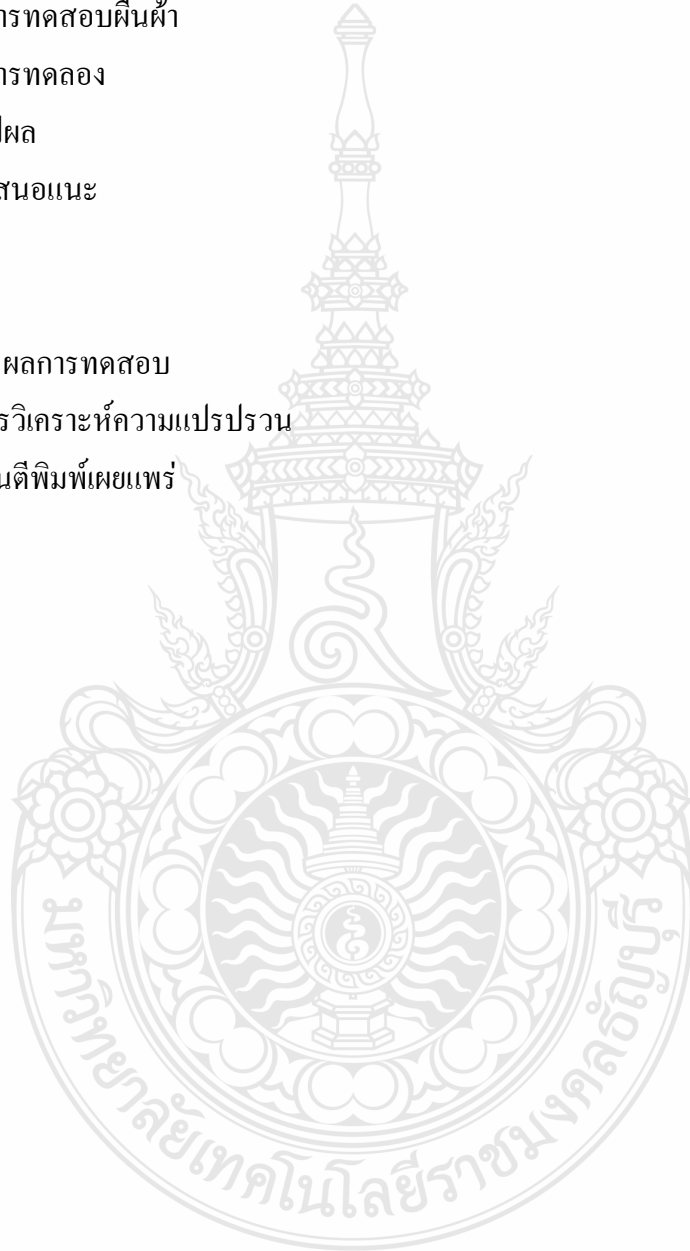 ารทดสอบผืนผ้า
ารทดลอง
ปผล
สนอแนะ
ผลการทดสอบ
รวิเคราะห์ความแปรปรวน
นตีพิมพ์เผยแพร่
มหาวิทยาลัยเทคโนโลยีราชมงคลธัญบุรี